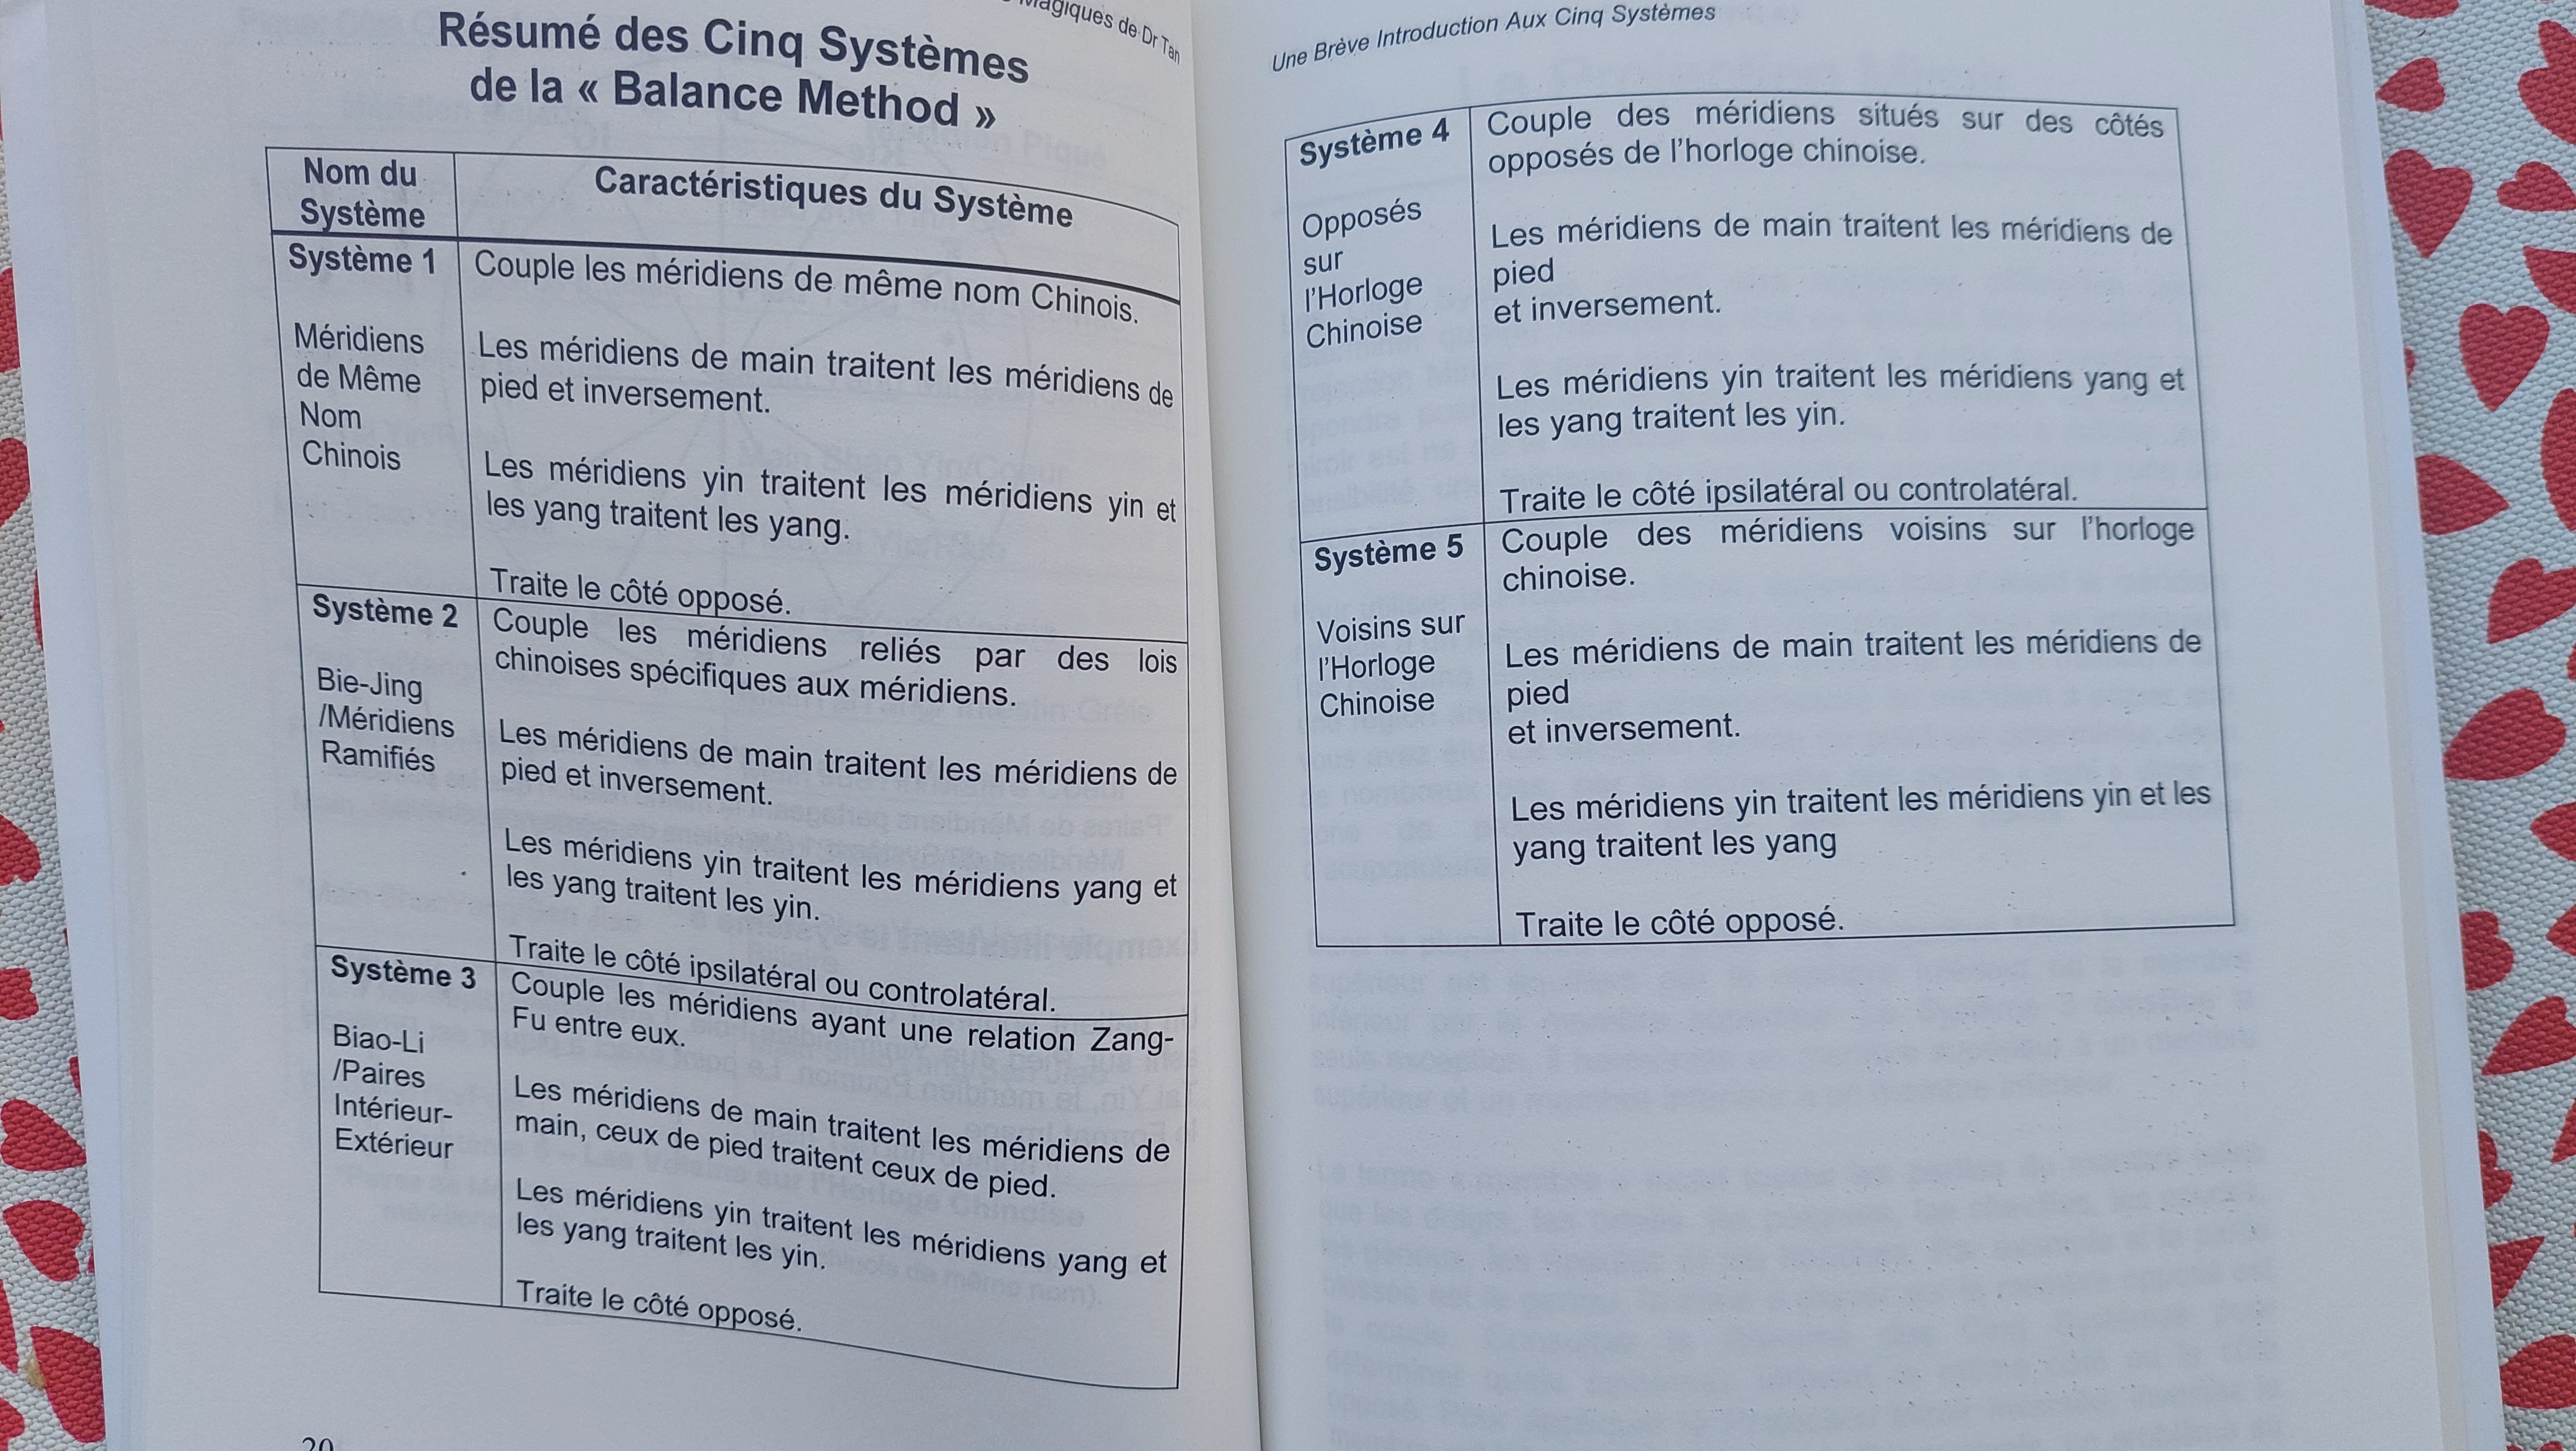 Magiques de Dr Tan
Résumé des Cinq Systèmes
de la « Balance Method »
Nom du
Système
Caractéristiques du Système
Système 1
Méridiens
de Même
Nom
Chinois
Couple les méridiens de même nom Chinois.
Les méridiens de main traitent les méridiens de
pied et inversement.
Les méridiens yin traitent les méridiens yin et
les yang traitent les yang.
Traite le côté opposé.
Système 2
Bie-Jing
/Méridiens
Ramifiés
Couple les méridiens reliés par des lois
chinoises spécifiques aux méridiens.
Les méridiens de main traitent les méridiens de
pied et inversement.
Les méridiens yin traitent les méridiens yang et
les yang traitent les yin.
Traite le côté ipsilatéral ou controlatéral.
Système 3
Biao-Li
/Paires
Intérieur-
Extérieur
Couple les méridiens ayant une relation Zang-
Fu entre eux.
Les méridiens de main traitent les méridiens de
main, ceux de pied traitent ceux de pied.
Les méridiens yin traitent les méridiens yang et
les yang traitent les yin.
Traite le côté opposé.
20
Une Brève Introduction Aux Cinq Systèmes
Système 4
Opposés
sur
l'Horloge
Chinoise
Couple des méridiens situés sur des côtés
opposés de l'horloge chinoise.
Les méridiens de main traitent les méridiens de
pied
et inversement.
Les méridiens yin traitent les méridiens yang et
les yang traitent les yin.
Traite le côté ipsilatéral ou controlatéral.
Système 5
Voisins sur
l'Horloge
Chinoise
Couple des méridiens voisins sur l'horloge
chinoise.
Les méridiens de main traitent les méridiens de
pied
et inversement.
Les méridiens yin traitent les méridiens yin et les
yang traitent les yang
Traite le côté opposé.